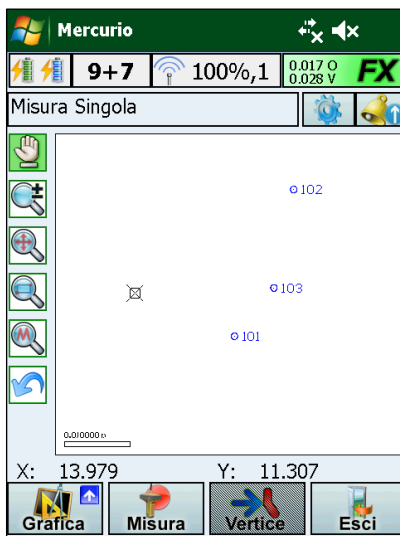 Mercurio
9+7 100%,1 0.017 O FX
0.028 V
Misura Singola
102
103
101
0.010000 m
X: 13.979 Y: 11.307
Grafica Misura Vertice Esci